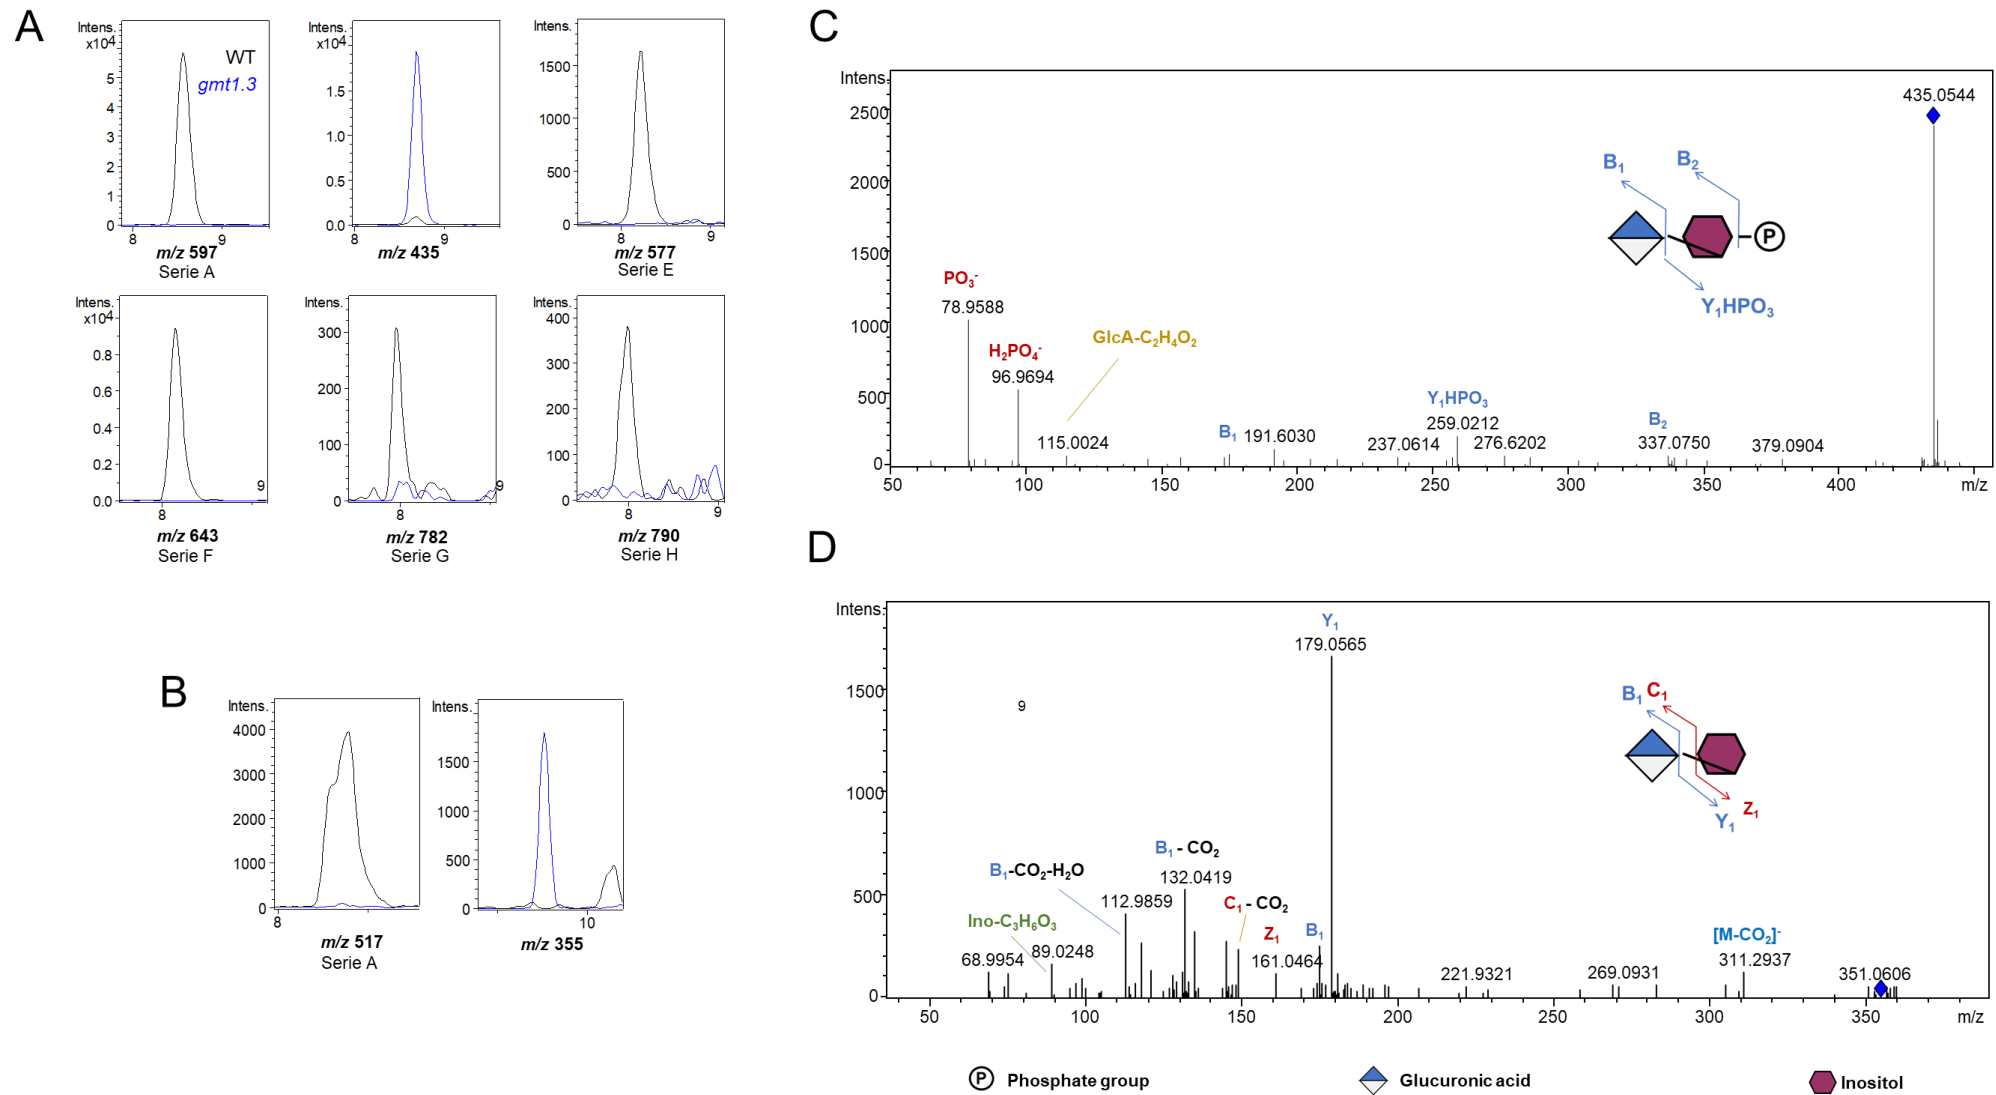 A
Intens.
x10⁴
5
4
3
2
1
0
8
9
WT
gmt1.3
m/z 597
Serie A
Intens.
x10⁴
1.5
1.0
0.5
0.0
8
9
m/z 435
Intens.
1500
1000
500
0
8
9
m/z 577
Serie E
Intens.
x10⁴
0.8
0.6
0.4
0.2
0.0
8
9
m/z 643
Serie F
Intens.
300
200
100
0
8
9
m/z 782
Serie G
Intens.
400
300
200
100
0
8
9
m/z 790
Serie H
B
Intens.
4000
3000
2000
1000
0
8
m/z 517
Serie A
Intens.
1500
1000
500
0
10
m/z 355
C
Intens.
2500
2000
1500
1000
500
0
PO₃⁻
78.9588
H₂PO₄⁻
96.9694
GlcA-C₂H₄O₂
115.0024
B₁
191.6030
237.0614
Y₁HPO₃
259.0212
276.6202
B₂
337.0750
379.0904
435.0544
B₁
B₂
P
Y₁HPO₃
50 100 150 200 250 300 350 400 m/z
D
Intens.
1500
1000
500
0
9
Y₁
179.0565
B₁-CO₂-H₂O
112.9859
B₁ - CO₂
132.0419
C₁ - CO₂
Ino-C₃H₆O₃
68.9954
89.0248
Z₁
161.0464
B₁
221.9321
269.0931
[M-CO₂]⁻
311.2937
351.0606
B₁ C₁
Y₁
Z₁
50 100 150 200 250 300 350 m/z
P Phosphate group
Glucuronic acid
Inositol